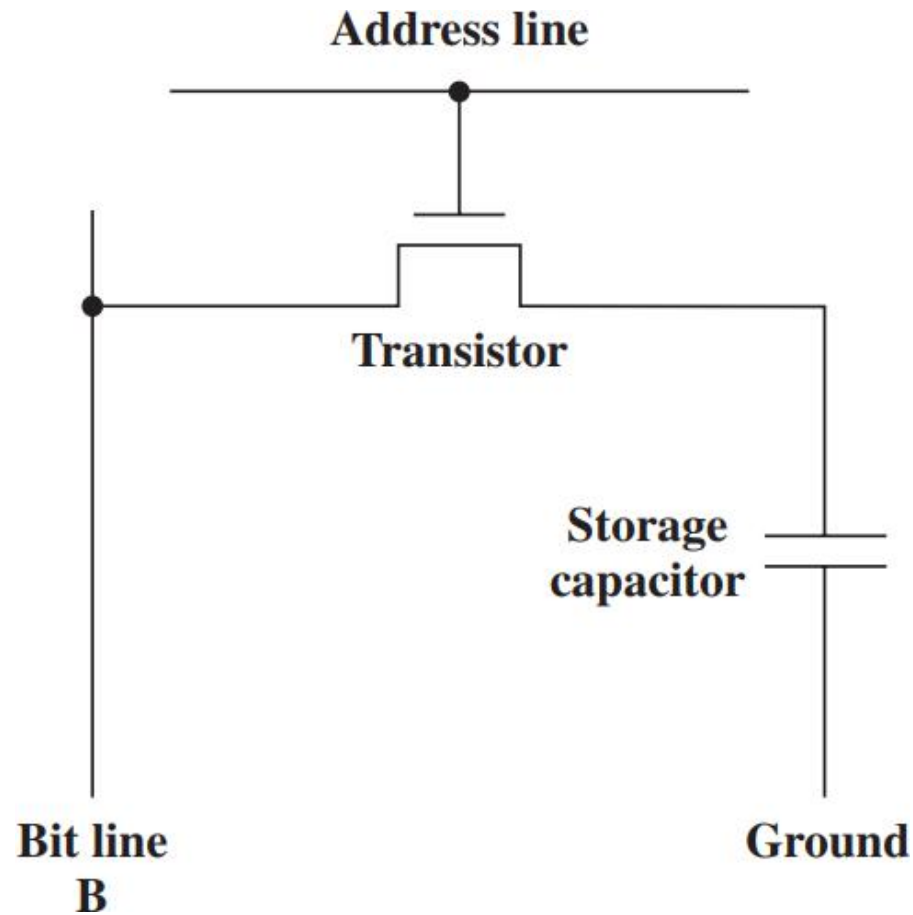 Address line
Transistor
Storage
capacitor
Bit line
B
Ground